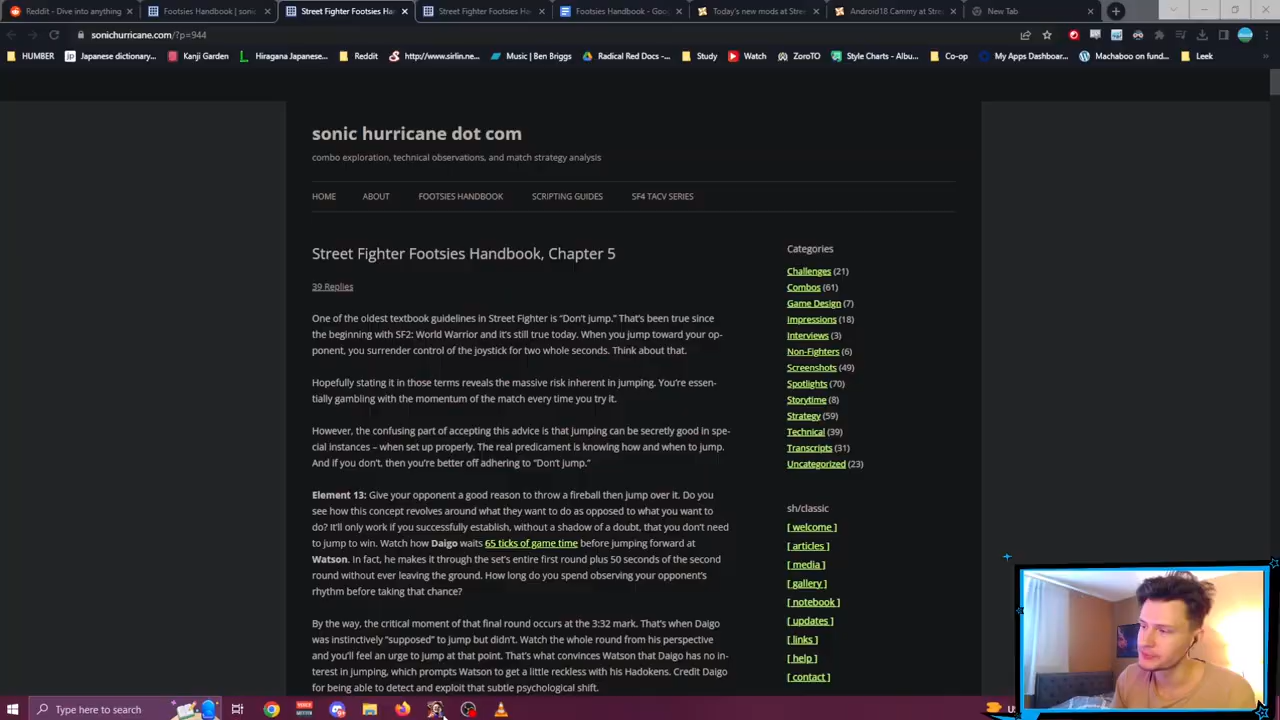 Reddit - Dive into anything
Footsies Handbook | sonic
Street Fighter Footsies Han
Street Fighter Footsies Han
Footsies Handbook - Goog
Today's new mods at Stree
Android18 Cammy at Stree
New Tab
sonichurricane.com/?p=944
HUMBER
Japanese dictionary...
Kanji Garden
Hiragana Japanese...
Reddit
http://www.sirlin.ne...
Music | Ben Briggs
Radical Red Docs -...
Study
Watch
ZoroTO
Style Charts - Albu...
Co-op
My Apps Dashboar...
Machaboo on fund...
Leek
sonic hurricane dot com
combo exploration, technical observations, and match strategy analysis
HOME ABOUT FOOTSIES HANDBOOK SCRIPTING GUIDES SF4 TACV SERIES
Street Fighter Footsies Handbook, Chapter 5
39 Replies
One of the oldest textbook guidelines in Street Fighter is “Don’t jump.” That’s been true since
the beginning with SF2: World Warrior and it’s still true today. When you jump toward your op-
ponent, you surrender control of the joystick for two whole seconds. Think about that.
Hopefully stating it in those terms reveals the massive risk inherent in jumping. You’re essen-
tially gambling with the momentum of the match every time you try it.
However, the confusing part of accepting this advice is that jumping can be secretly good in spe-
cial instances – when set up properly. The real predicament is knowing how and when to jump.
And if you don’t, then you’re better off adhering to “Don’t jump.”
Element 13: Give your opponent a good reason to throw a fireball then jump over it. Do you
see how this concept revolves around what they want to do as opposed to what you want to
do? It’ll only work if you successfully establish, without a shadow of a doubt, that you don’t need
to jump to win. Watch how Daigo waits 65 ticks of game time before jumping forward at
Watson. In fact, he makes it through the set’s entire first round plus 50 seconds of the second
round without ever leaving the ground. How long do you spend observing your opponent’s
rhythm before taking that chance?
By the way, the critical moment of that final round occurs at the 3:32 mark. That’s when Daigo
was instinctively “supposed” to jump but didn’t. Watch the whole round from his perspective
and you’ll feel an urge to jump at that point. That’s what convinces Watson that Daigo has no in-
terest in jumping, which prompts Watson to get a little reckless with his Hadokens. Credit Daigo
for being able to detect and exploit that subtle psychological shift.
Categories
Challenges (21)
Combos (61)
Game Design (7)
Impressions (18)
Interviews (3)
Non-Fighters (6)
Screenshots (49)
Spotlights (70)
Storytime (8)
Strategy (59)
Technical (39)
Transcripts (31)
Uncategorized (23)
sh/classic
[ welcome ]
[ articles ]
[ media ]
[ gallery ]
[ notebook ]
[ updates ]
[ links ]
[ help ]
[ contact ]
Type here to search